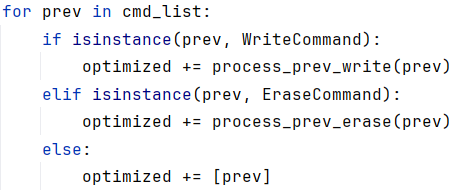 for prev in cmd_list:
    if isinstance(prev, WriteCommand):
        optimized += process_prev_write(prev)
    elif isinstance(prev, EraseCommand):
        optimized += process_prev_erase(prev)
    else:
        optimized += [prev]